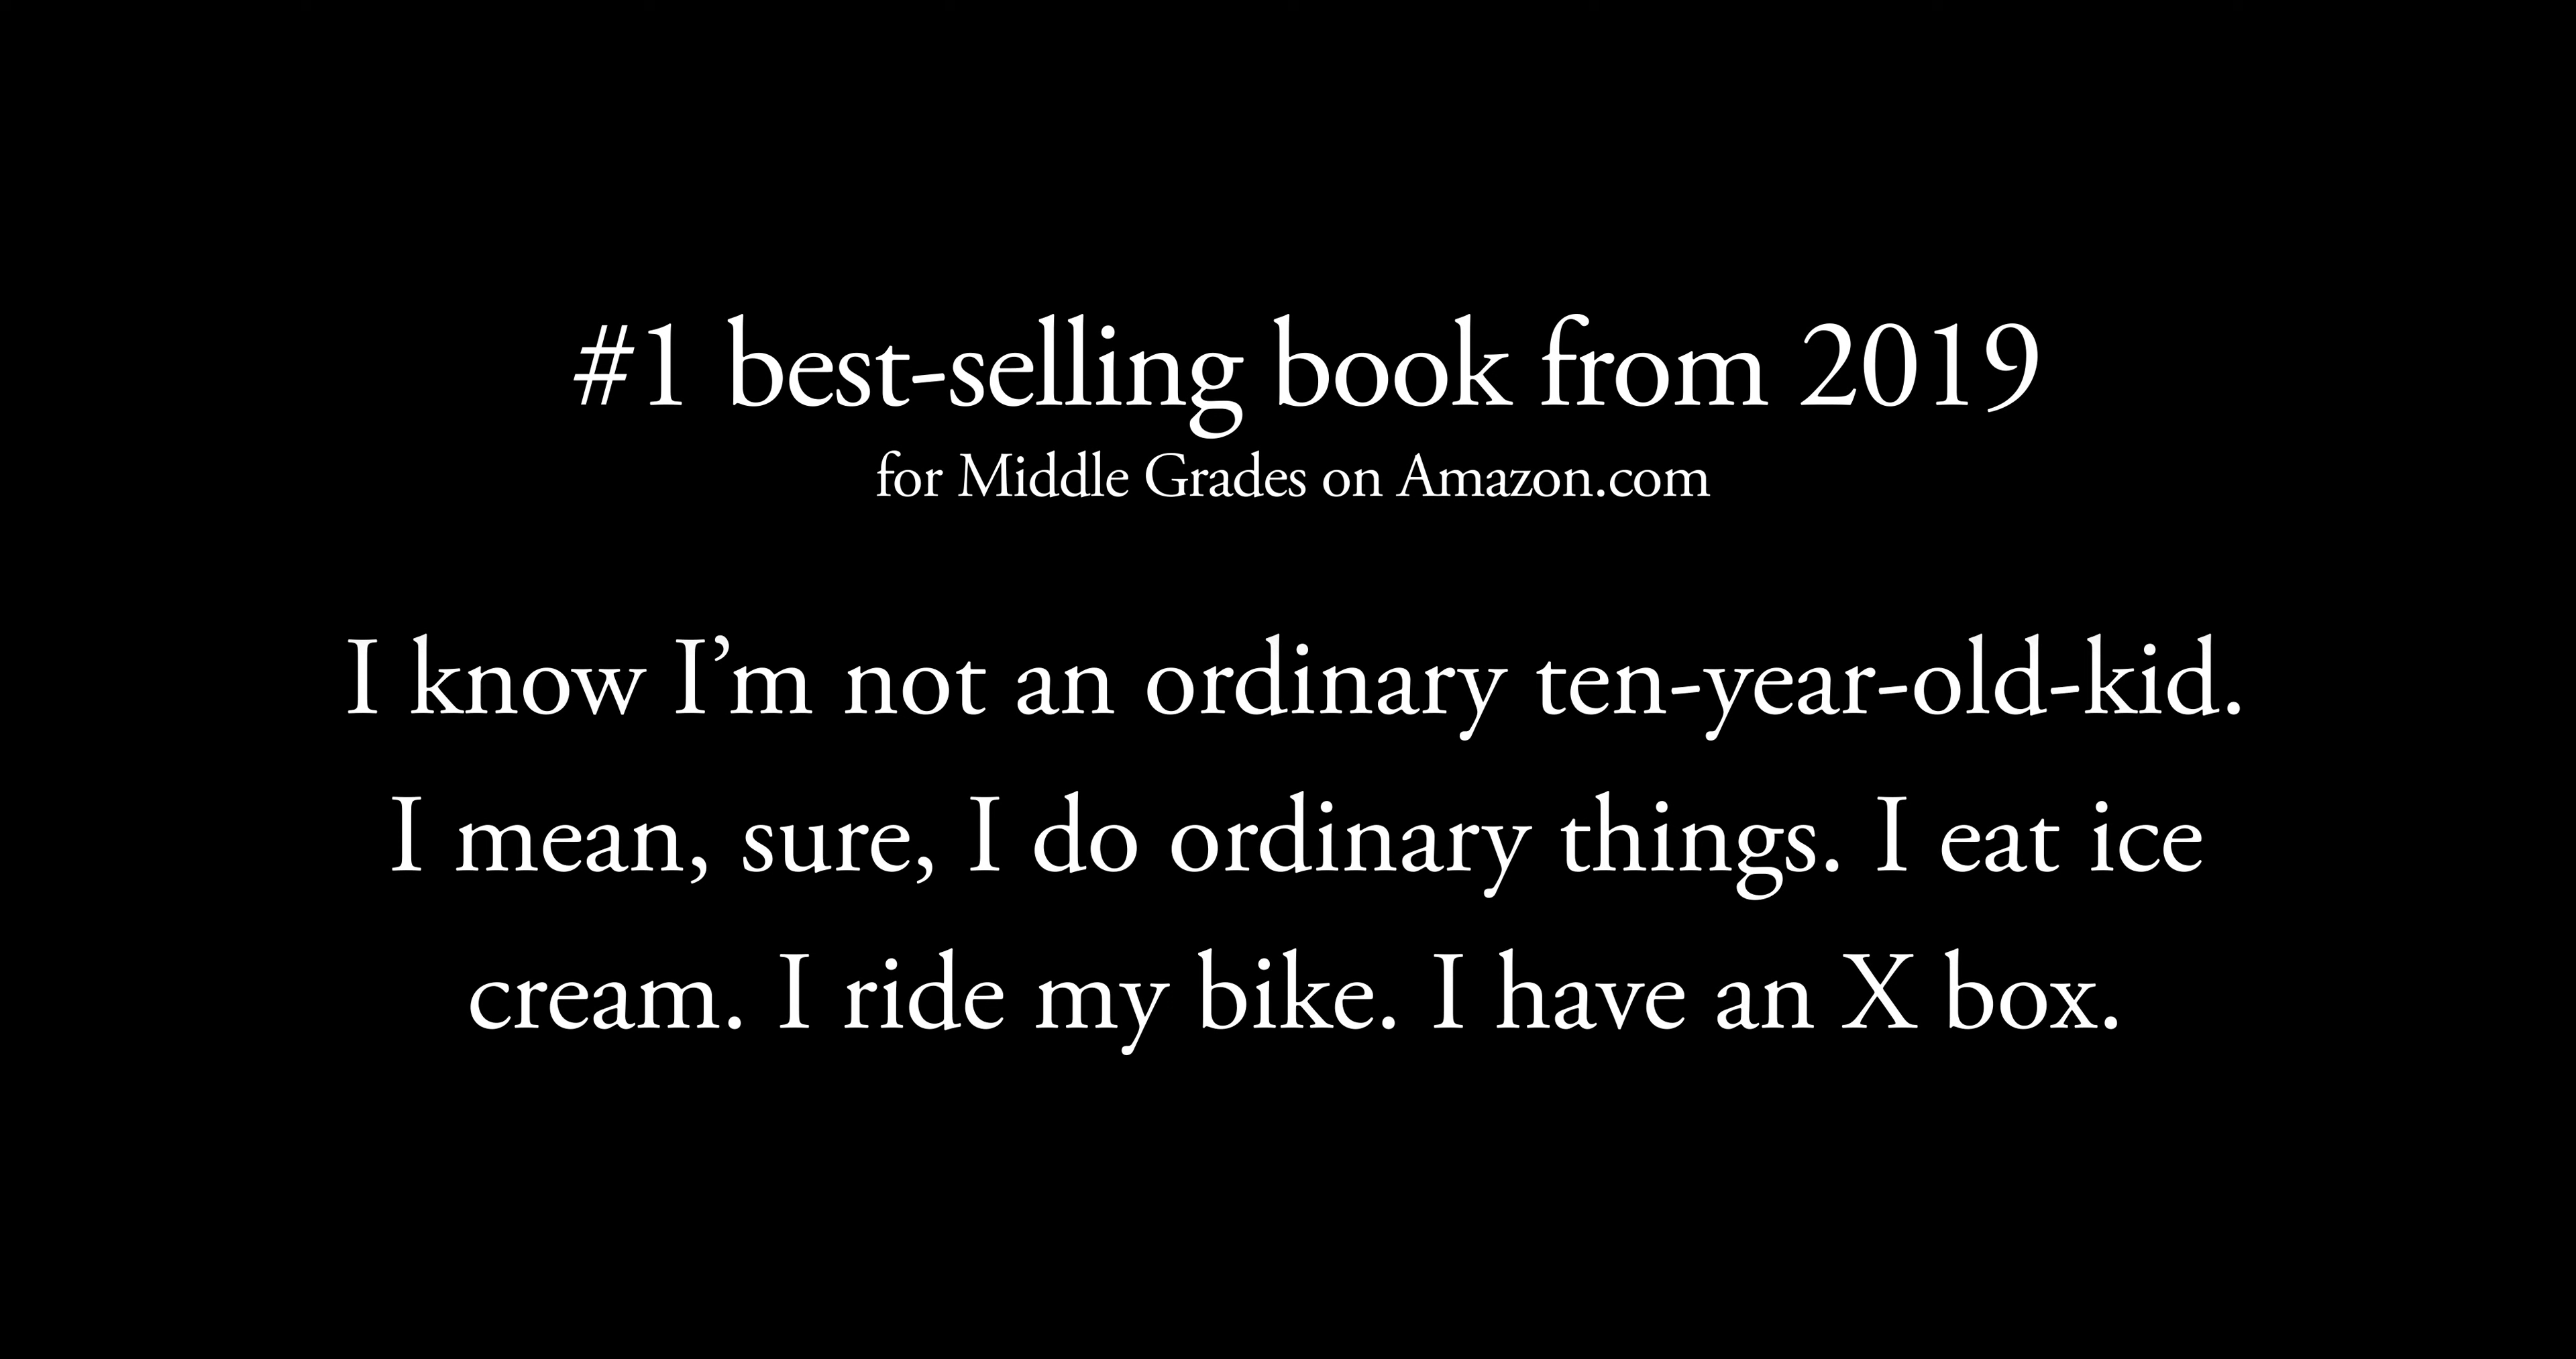 #1 best-selling book from 2019
for Middle Grades on Amazon.com
I know I’m not an ordinary ten-year-old-kid.
I mean, sure, I do ordinary things. I eat ice
cream. I ride my bike. I have an X box.